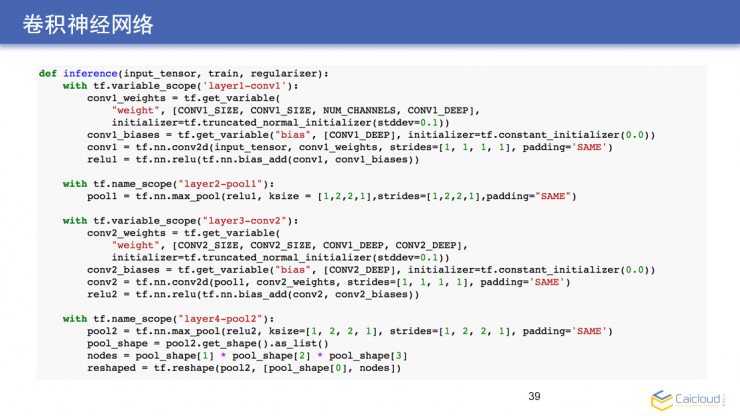 卷积神经网络
def inference(input_tensor, train, regularizer):
    with tf.variable_scope('layer1-conv1'):
        conv1_weights = tf.get_variable(
            "weight", [CONV1_SIZE, CONV1_SIZE, NUM_CHANNELS, CONV1_DEEP],
            initializer=tf.truncated_normal_initializer(stddev=0.1))
        conv1_biases = tf.get_variable("bias", [CONV1_DEEP], initializer=tf.constant_initializer(0.0))
        conv1 = tf.nn.conv2d(input_tensor, conv1_weights, strides=[1, 1, 1, 1], padding='SAME')
        relu1 = tf.nn.relu(tf.nn.bias_add(conv1, conv1_biases))
    with tf.name_scope("layer2-pool1"):
        pool1 = tf.nn.max_pool(relu1, ksize = [1,2,2,1],strides=[1,2,2,1],padding="SAME")
    with tf.variable_scope("layer3-conv2"):
        conv2_weights = tf.get_variable(
            "weight", [CONV2_SIZE, CONV2_SIZE, CONV1_DEEP, CONV2_DEEP],
            initializer=tf.truncated_normal_initializer(stddev=0.1))
        conv2_biases = tf.get_variable("bias", [CONV2_DEEP], initializer=tf.constant_initializer(0.0))
        conv2 = tf.nn.conv2d(pool1, conv2_weights, strides=[1, 1, 1, 1], padding='SAME')
        relu2 = tf.nn.relu(tf.nn.bias_add(conv2, conv2_biases))
    with tf.name_scope("layer4-pool2"):
        pool2 = tf.nn.max_pool(relu2, ksize=[1, 2, 2, 1], strides=[1, 2, 2, 1], padding='SAME')
        pool_shape = pool2.get_shape().as_list()
        nodes = pool_shape[1] * pool_shape[2] * pool_shape[3]
        reshaped = tf.reshape(pool2, [pool_shape[0], nodes])
39
Caicloud